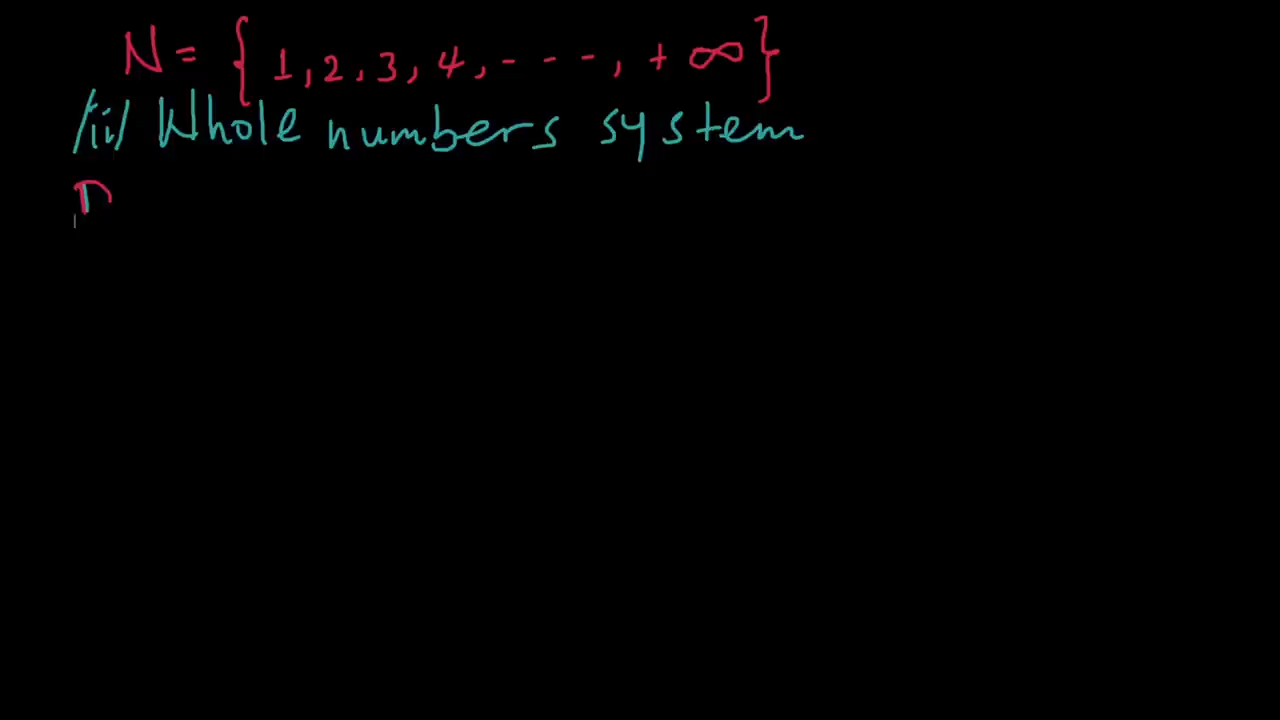 N = { 1, 2, 3, 4, - - - -, + ∞ }
/ii/ Whole numbers system